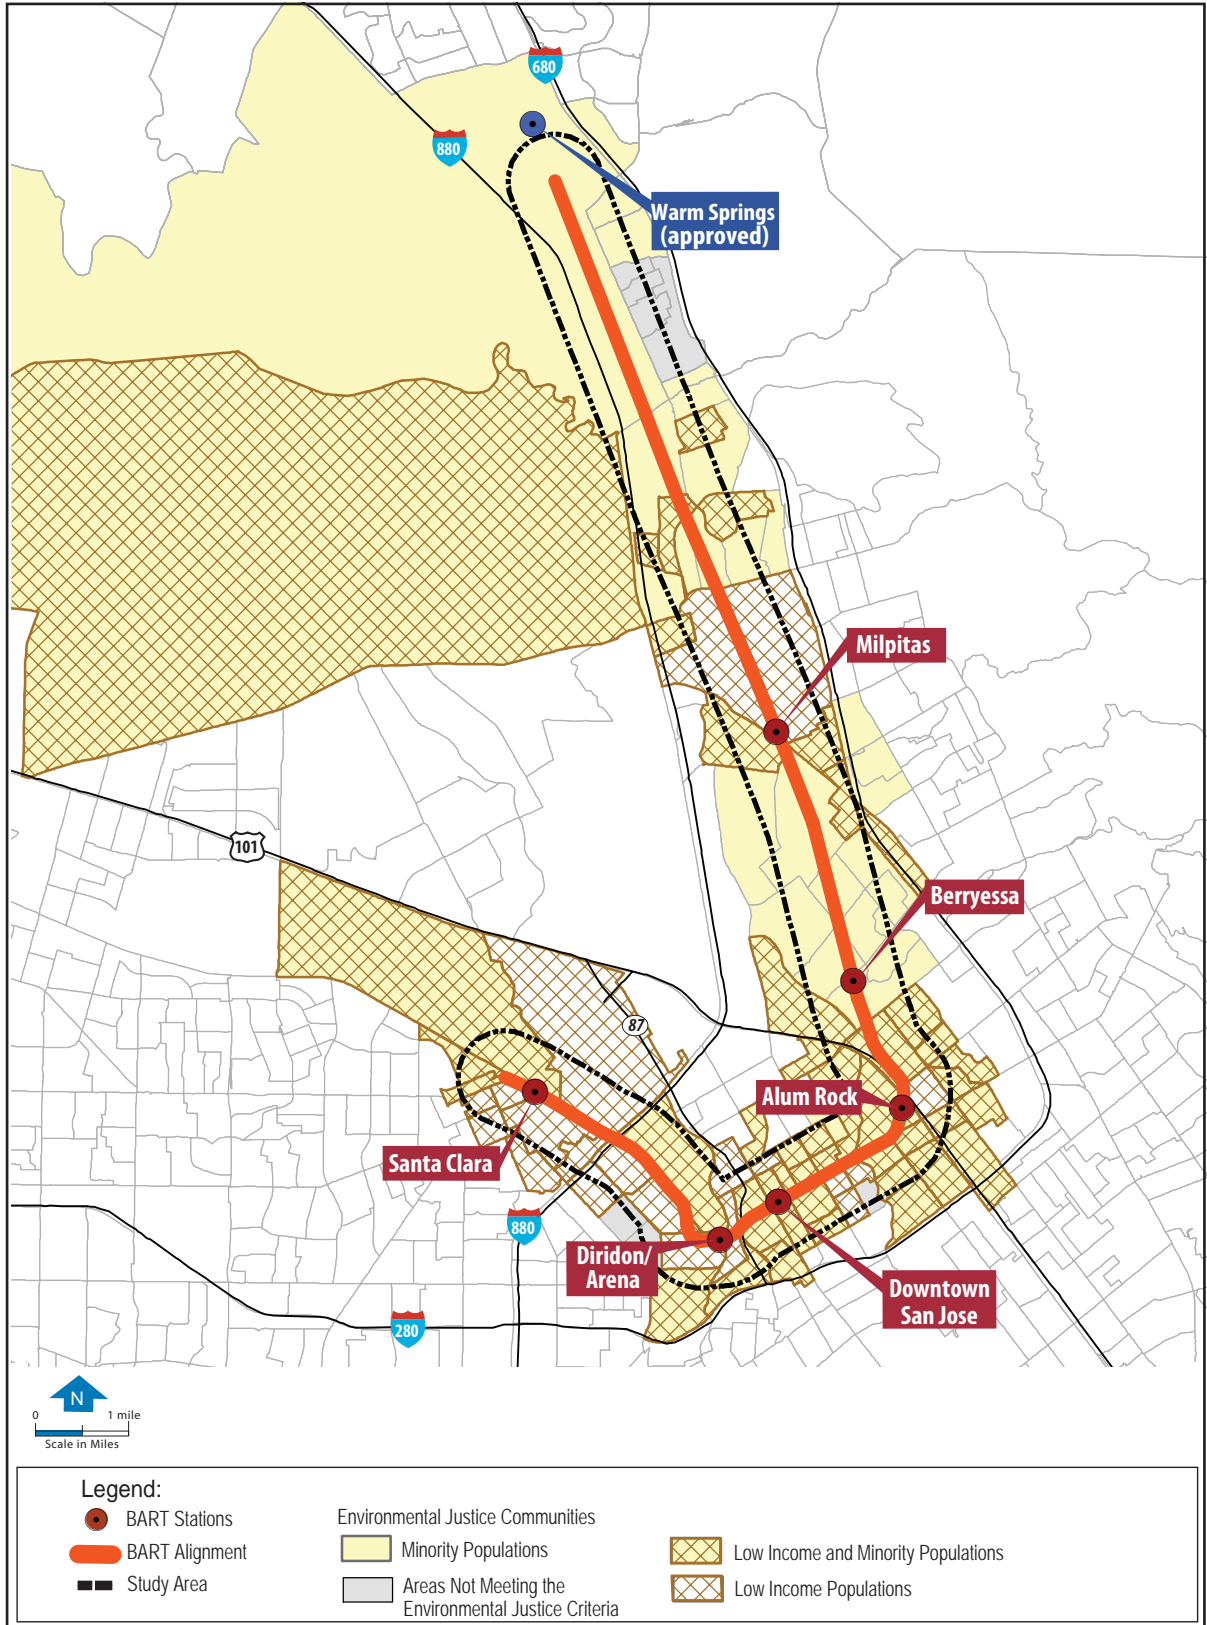 680
880
Warm Springs
(approved)
Milpitas
101
Berryessa
87
Alum Rock
Santa Clara
880
Diridon/
Arena
Downtown
San Jose
280
N
0 1 mile
Scale in Miles
Legend:
BART Stations
BART Alignment
Study Area
Environmental Justice Communities
Minority Populations
Areas Not Meeting the
Environmental Justice Criteria
Low Income and Minority Populations
Low Income Populations